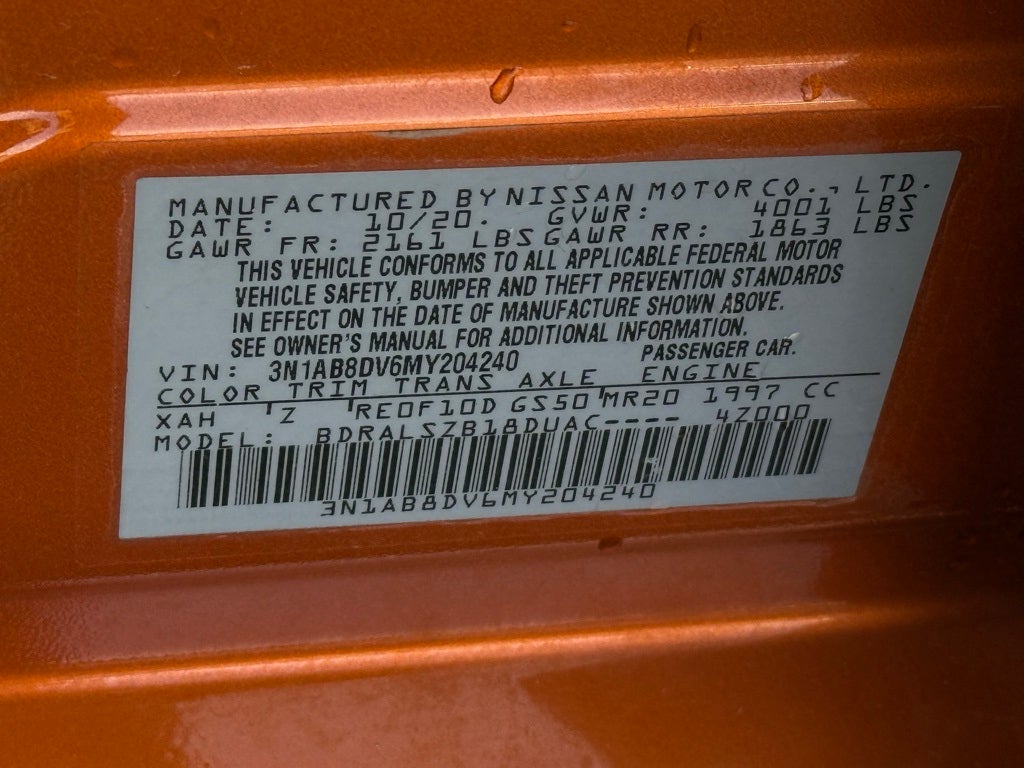 MANUFACTURED BY NISSAN MOTOR CO., LTD.
DATE: 10/20. GVWR: 4001 LBS
GAWR FR: 2161 LBS GAWR RR: 1863 LBS
THIS VEHICLE CONFORMS TO ALL APPLICABLE FEDERAL MOTOR
VEHICLE SAFETY, BUMPER AND THEFT PREVENTION STANDARDS
IN EFFECT ON THE DATE OF MANUFACTURE SHOWN ABOVE.
SEE OWNER'S MANUAL FOR ADDITIONAL INFORMATION.
VIN: 3N1AB8DV6MY204240 PASSENGER CAR.
COLOR TRIM TRANS AXLE ENGINE
XAH Z RE0F10D GS50 MR20 1997 CC
MODEL: BDRALSZB18DUAC---- 4Z000
3N1AB8DV6MY204240